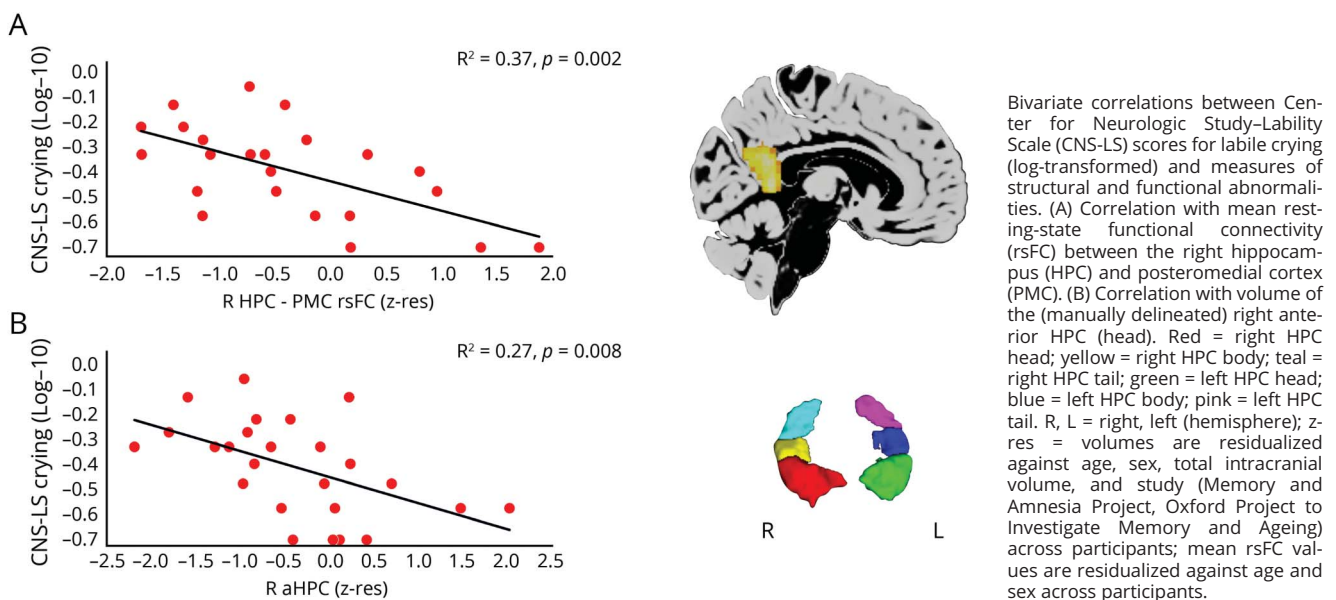 A
R² = 0.37, p = 0.002
CNS-LS crying (Log–10)
0.0
–0.1
–0.2
–0.3
–0.4
–0.5
–0.6
–0.7
–2.0 –1.5 –1.0 –0.5 0.0 0.5 1.0 1.5 2.0
R HPC - PMC rsFC (z-res)
B
R² = 0.27, p = 0.008
CNS-LS crying (Log–10)
0.0
–0.1
–0.2
–0.3
–0.4
–0.5
–0.6
–0.7
–2.5 –2.0 –1.5 –1.0 –0.5 0.0 0.5 1.0 1.5 2.0 2.5
R aHPC (z-res)
R L
Bivariate correlations between Cen-
ter for Neurologic Study–Lability
Scale (CNS-LS) scores for labile crying
(log-transformed) and measures of
structural and functional abnormali-
ties. (A) Correlation with mean rest-
ing-state functional connectivity
(rsFC) between the right hippocam-
pus (HPC) and posteromedial cortex
(PMC). (B) Correlation with volume of
the (manually delineated) right ante-
rior HPC (head). Red = right HPC
head; yellow = right HPC body; teal =
right HPC tail; green = left HPC head;
blue = left HPC body; pink = left HPC
tail. R, L = right, left (hemisphere); z-
res = volumes are residualized
against age, sex, total intracranial
volume, and study (Memory and
Amnesia Project, Oxford Project to
Investigate Memory and Ageing)
across participants; mean rsFC val-
ues are residualized against age and
sex across participants.